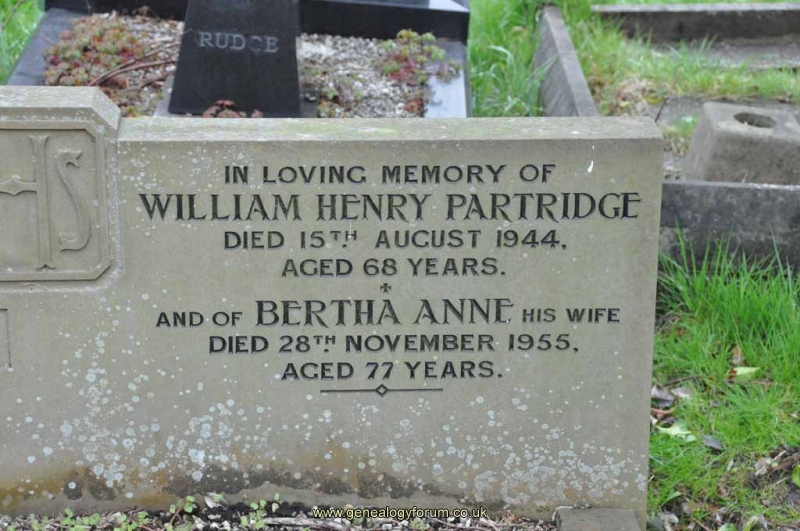 RUDGE
IHS
IN LOVING MEMORY OF
WILLIAM HENRY PARTRIDGE
DIED 15TH AUGUST 1944,
AGED 68 YEARS.
AND OF BERTHA ANNE HIS WIFE
DIED 28TH NOVEMBER 1955,
AGED 77 YEARS.
www.genealogyforum.co.uk